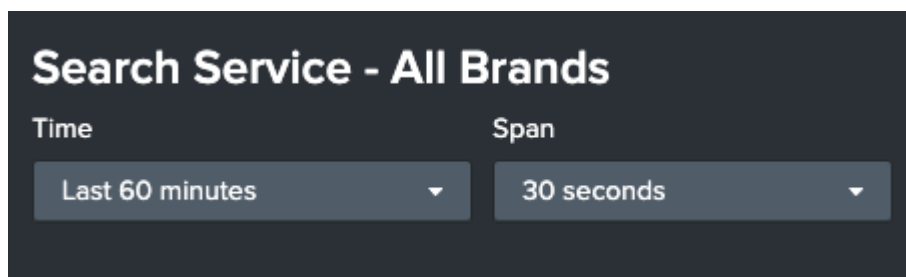 Search Service - All Brands
Time Span
Last 60 minutes 30 seconds